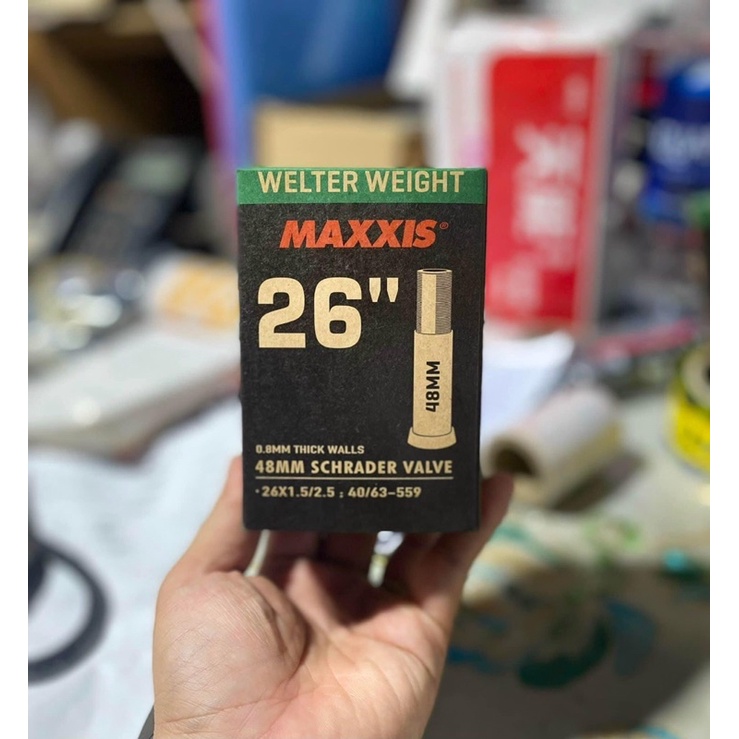 WELTER WEIGHT
MAXXIS®
26"
48MM
0.8MM THICK WALLS
48MM SCHRADER VALVE
• 26X1.5/2.5 : 40/63-559